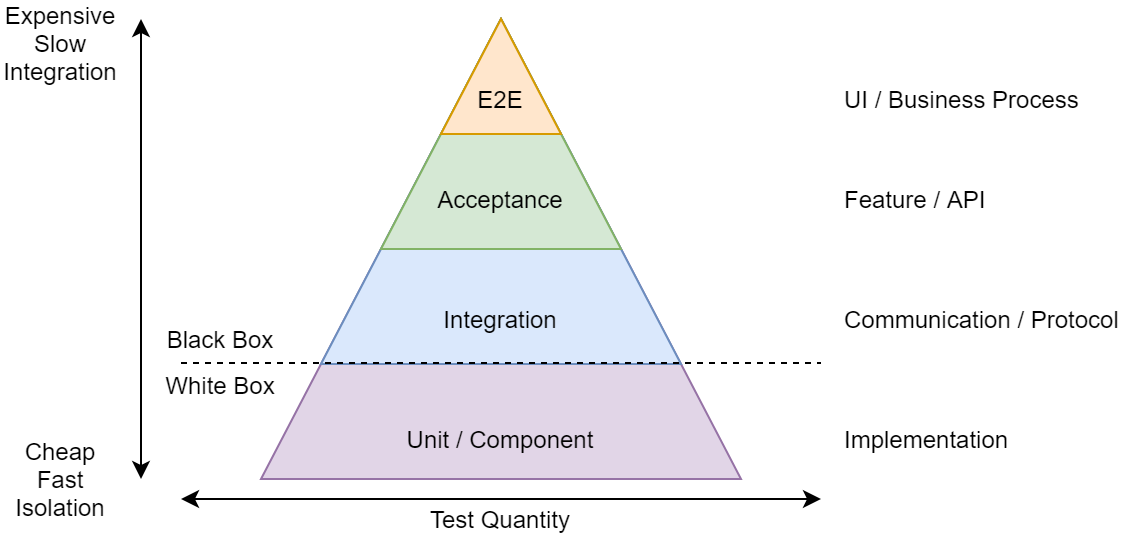 Expensive
Slow
Integration
E2E
UI / Business Process
Acceptance
Feature / API
Integration
Communication / Protocol
Black Box
White Box
Unit / Component
Implementation
Cheap
Fast
Isolation
Test Quantity